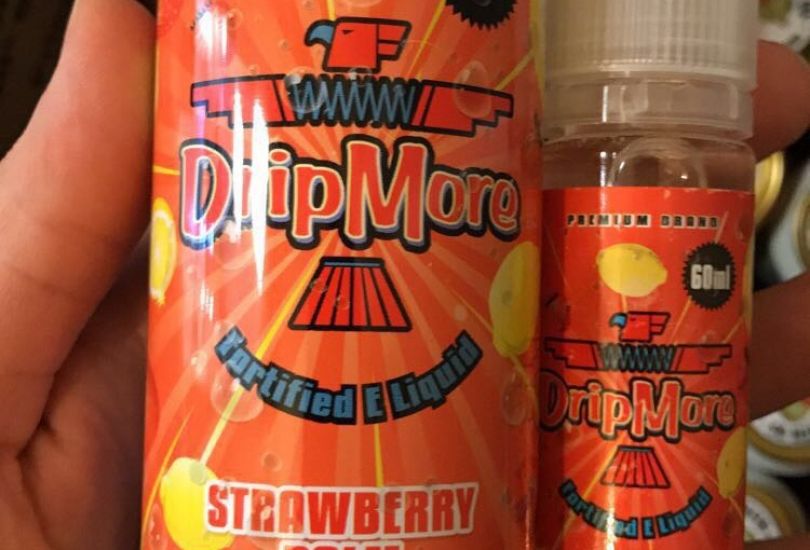 DripMore
Fortified E Liquid
STRAWBERRY
PREMIUM BRAND
60ml
DripMore
Fortified E Liquid